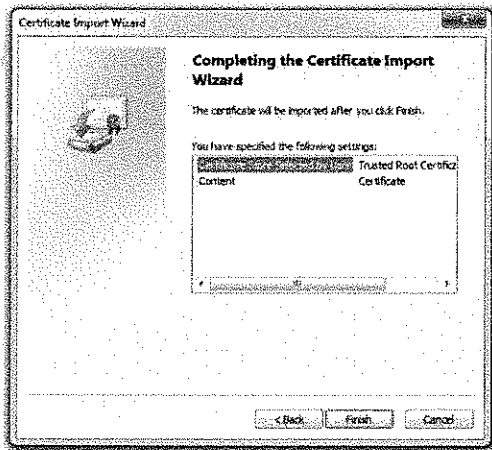 Certificate Import Wizard
Completing the Certificate Import
Wizard
The certificate will be imported after you click Finish.
You have specified the following settings:
Trusted Root Certific
Content Certificate
< Back Finish Cancel